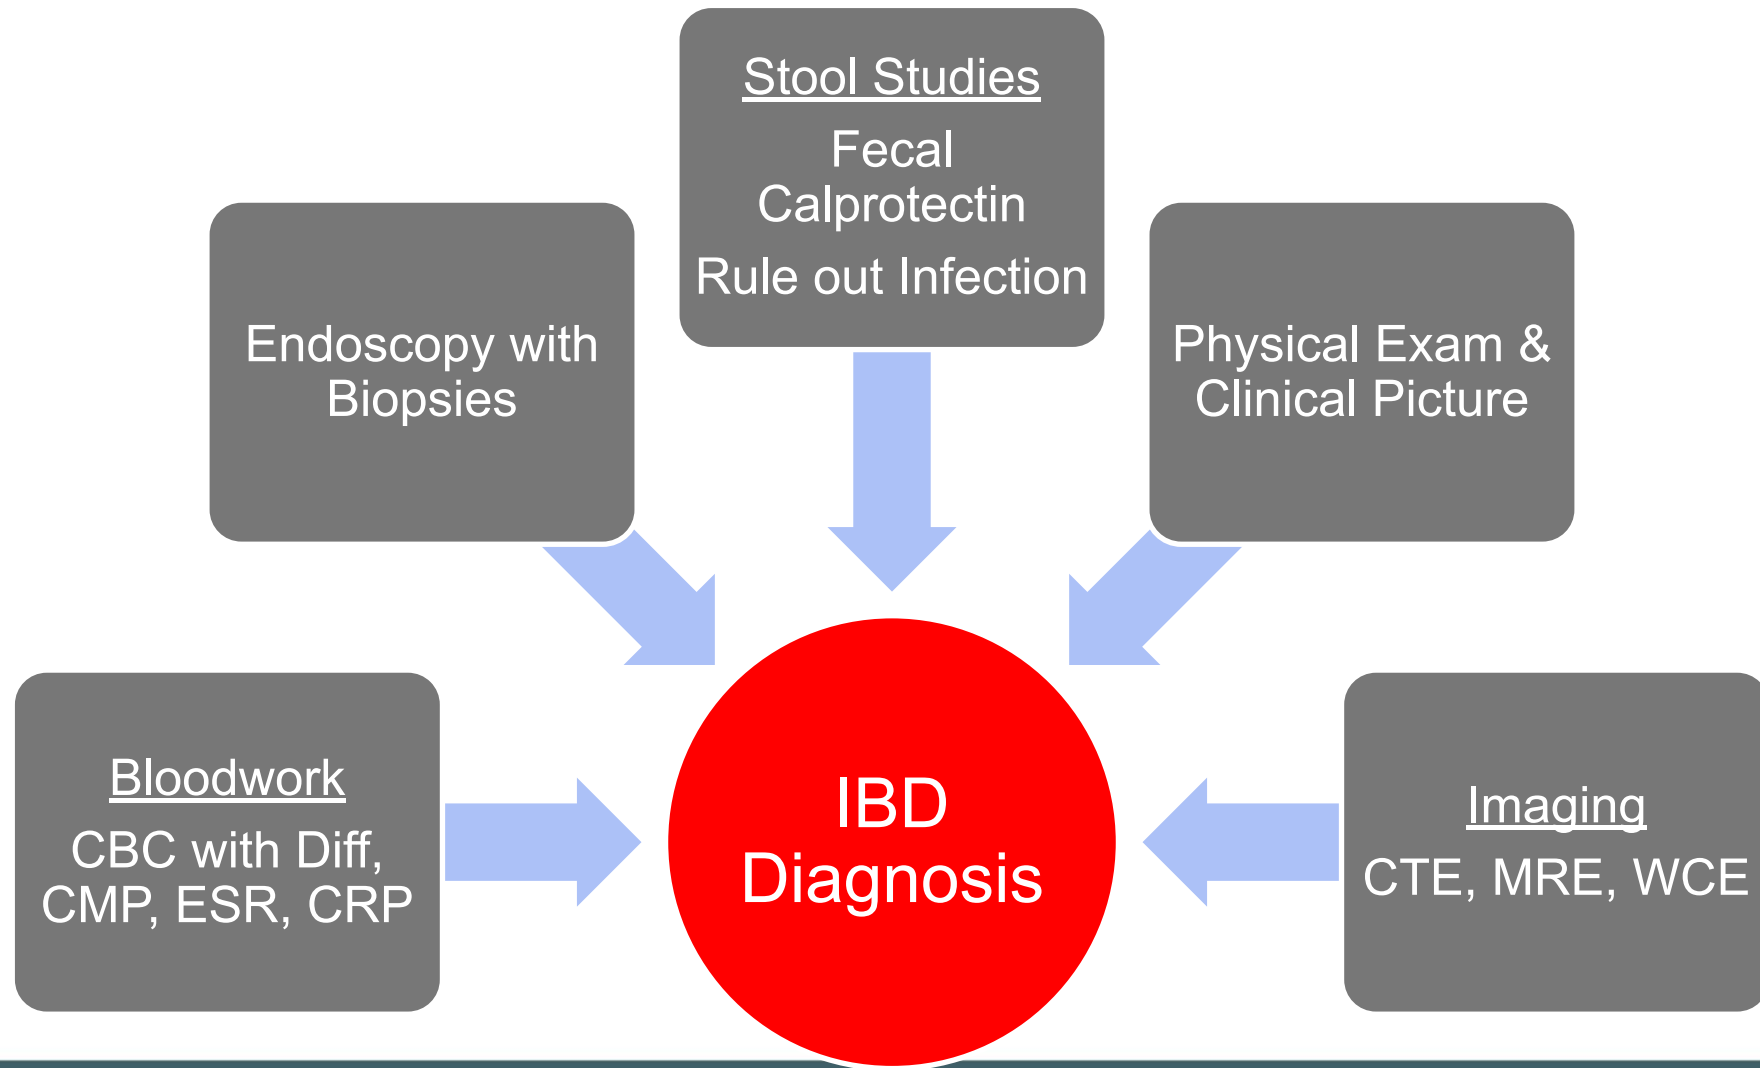 Stool Studies
Fecal
Calprotectin
Rule out Infection
Endoscopy with
Biopsies
Physical Exam &
Clinical Picture
Bloodwork
CBC with Diff,
CMP, ESR, CRP
IBD
Diagnosis
Imaging
CTE, MRE, WCE